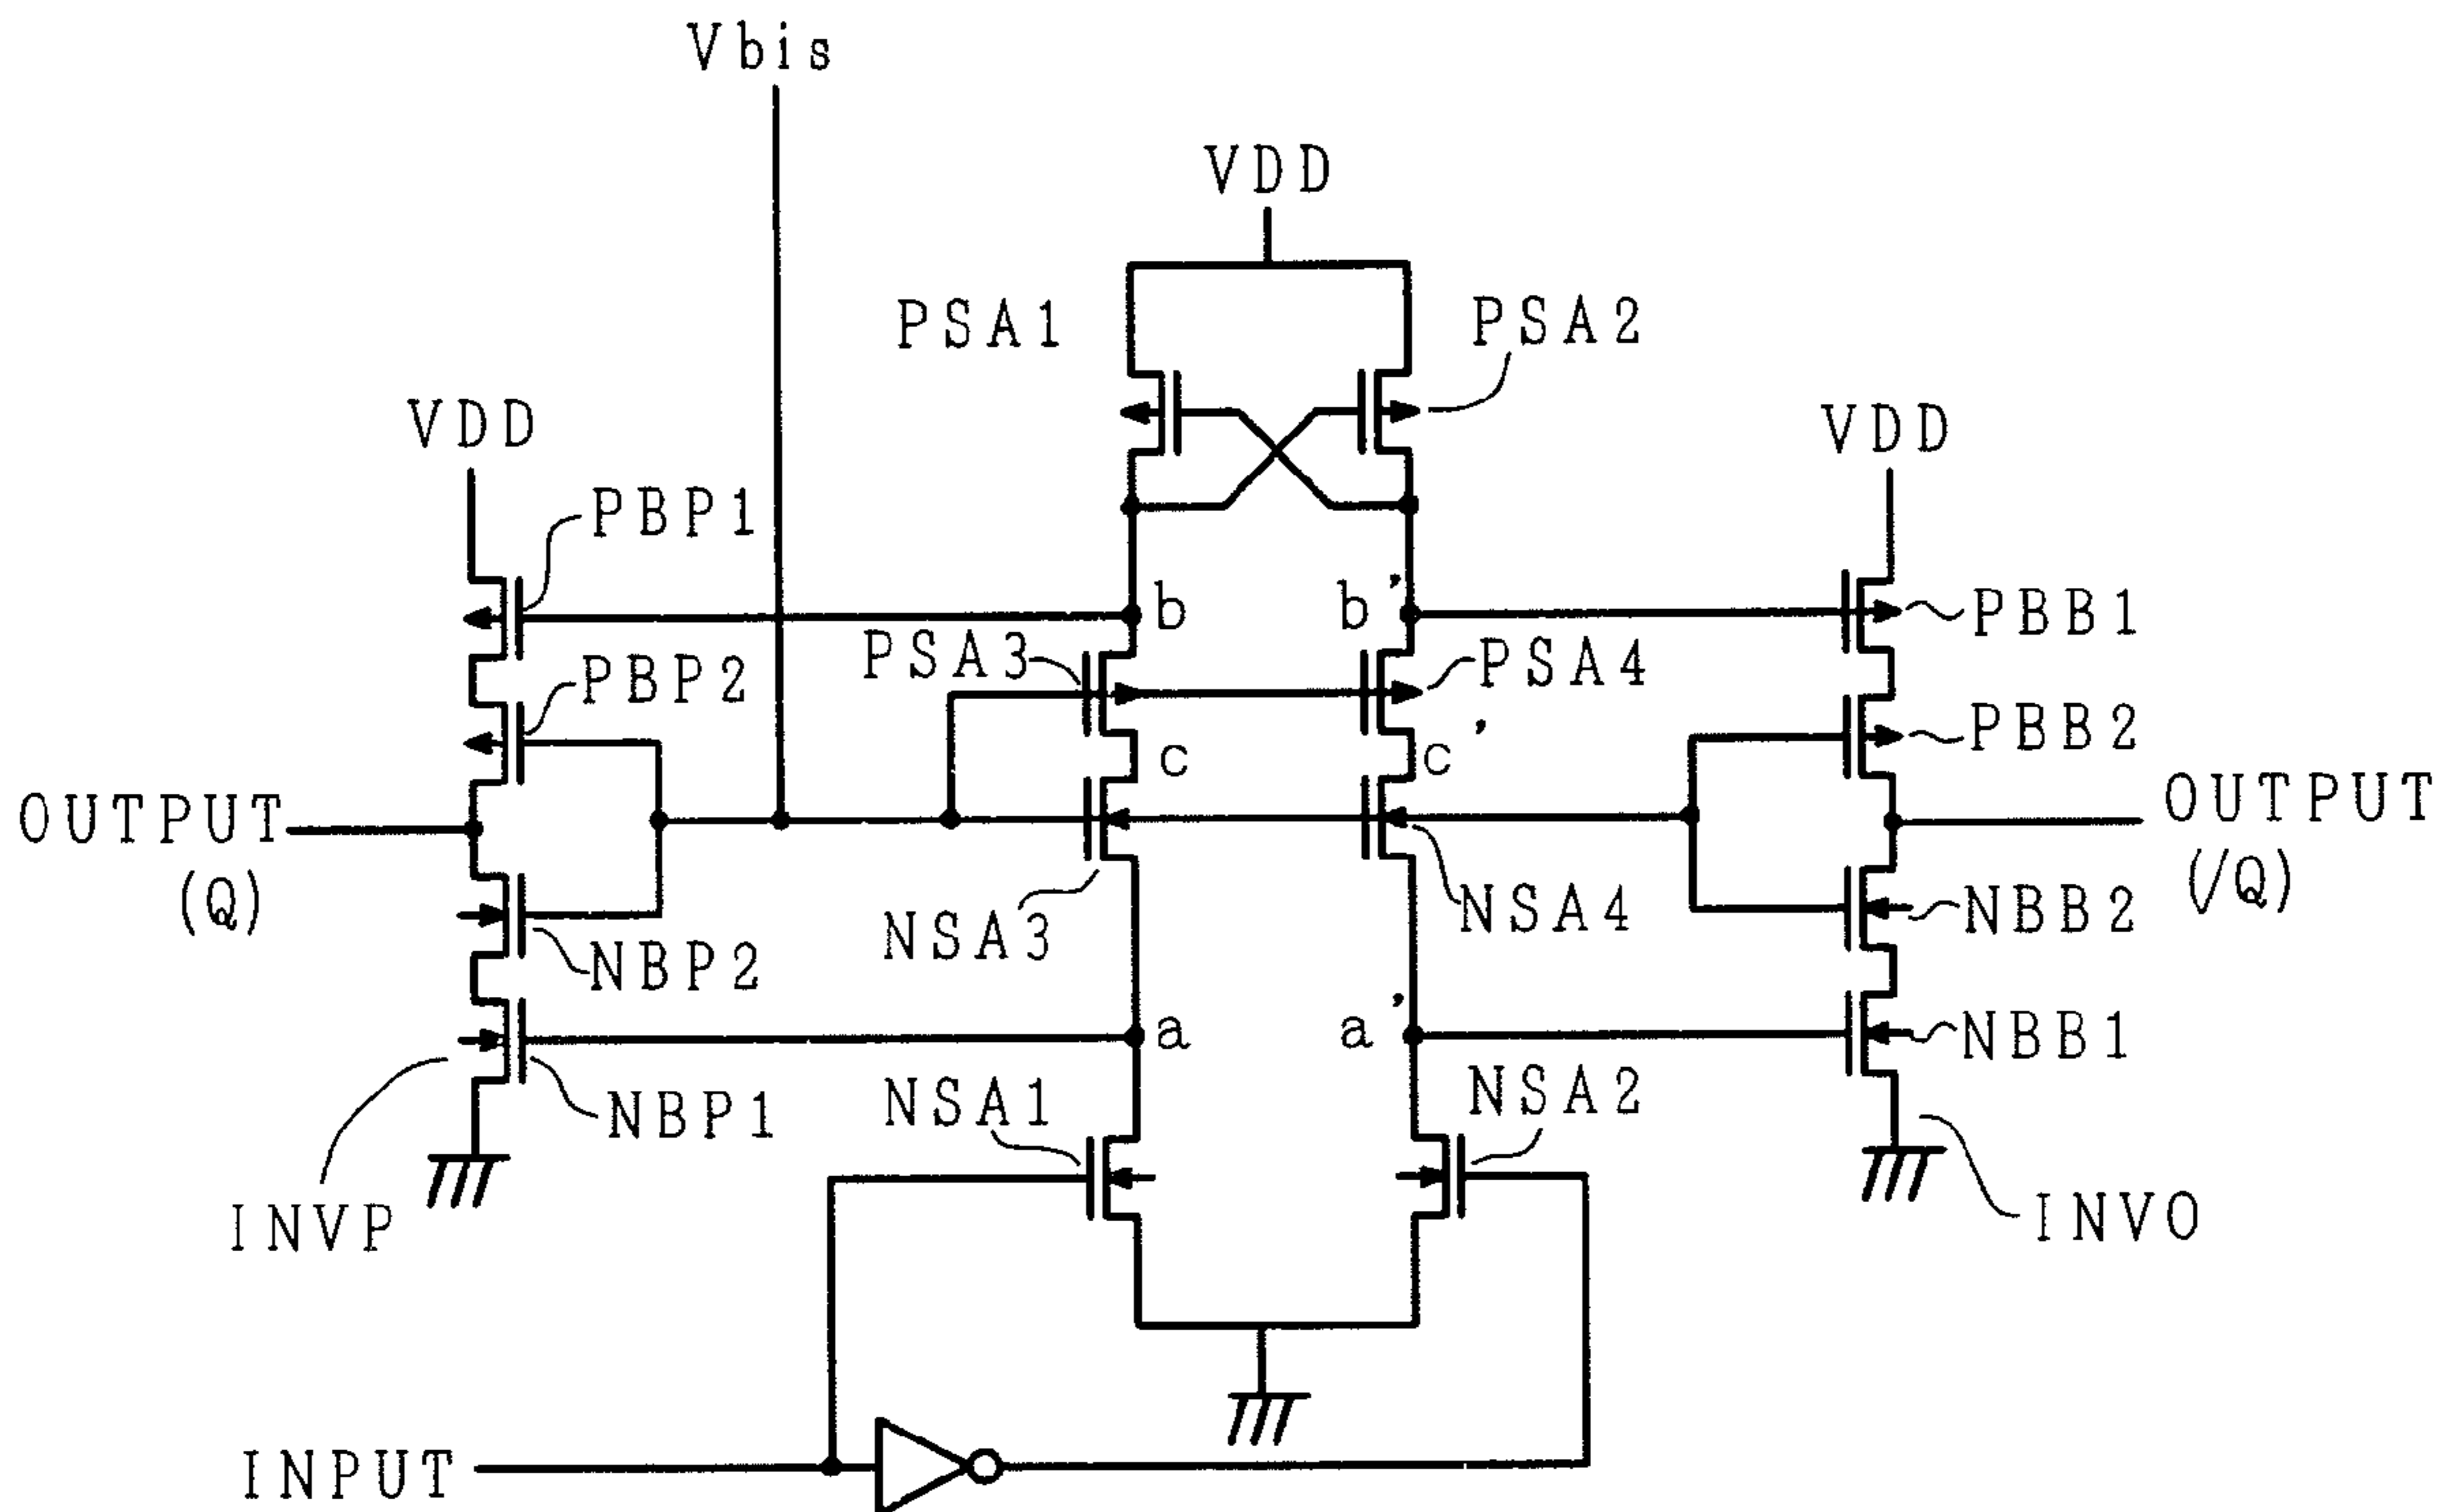 Vbis
VDD
PSA1
PSA2
VDD
VDD
PBP1
b
b'
PBB1
PSA3
PSA4
PBP2
PBB2
c
c'
OUTPUT
(Q)
OUTPUT
(/Q)
NSA3
NSA4
NBB2
NBP2
a
a'
NBB1
NSA1
NSA2
NBP1
INVP
INVO
INPUT